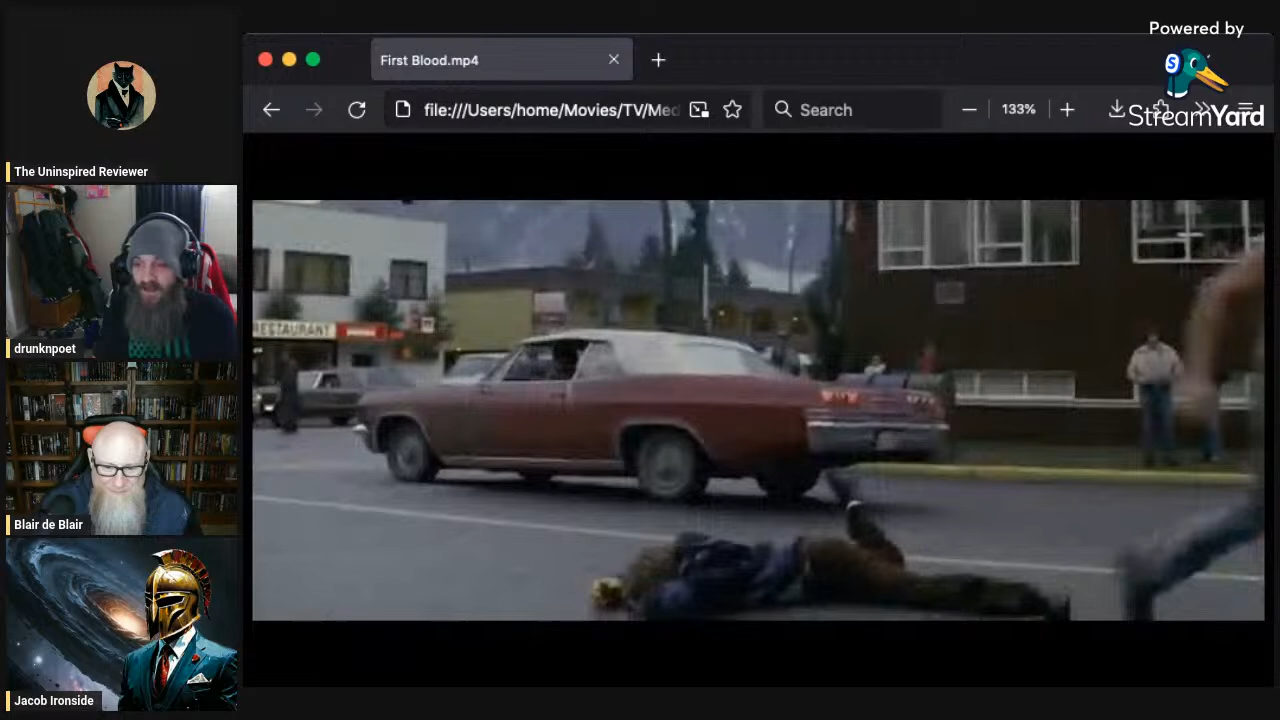 Powered by
StreamYard
First Blood.mp4
file:///Users/home/Movies/TV/Med
Search
133%
The Uninspired Reviewer
drunknpoet
Blair de Blair
Jacob Ironside
RESTAURANT